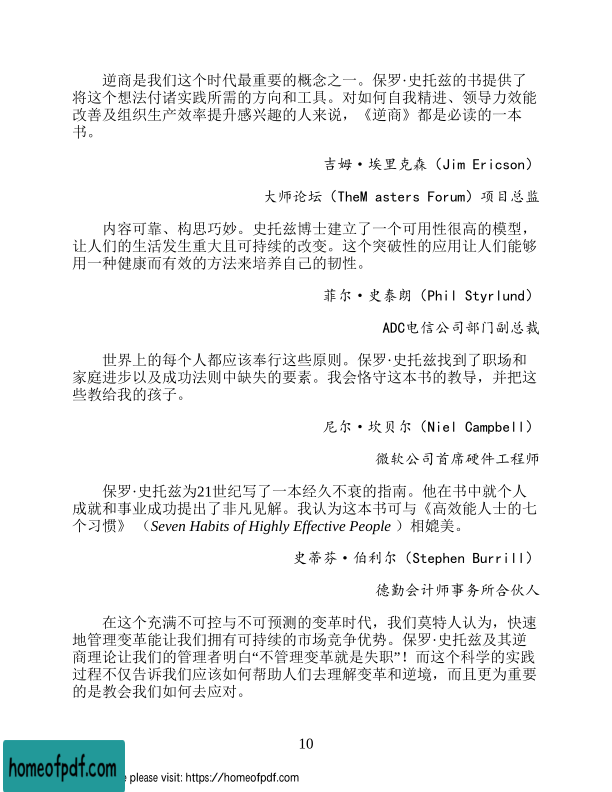 逆商是我们这个时代最重要的概念之一。保罗·史托兹的书提供了
将这个想法付诸实践所需的方向和工具。对如何自我精进、领导力效能
改善及组织生产效率提升感兴趣的人来说，《逆商》都是必读的一本
书。
吉姆·埃里克森（Jim Ericson）
大师论坛（TheM asters Forum）项目总监
内容可靠、构思巧妙。史托兹博士建立了一个可用性很高的模型，
让人们的生活发生重大且可持续的改变。这个突破性的应用让人们能够
用一种健康而有效的方法来培养自己的韧性。
菲尔·史泰朗（Phil Styrlund）
ADC电信公司部门副总裁
世界上的每个人都应该奉行这些原则。保罗·史托兹找到了职场和
家庭进步以及成功法则中缺失的要素。我会恪守这本书的教导，并把这
些教给我的孩子。
尼尔·坎贝尔（Niel Campbell）
微软公司首席硬件工程师
保罗·史托兹为21世纪写了一本经久不衰的指南。他在书中就个人
成就和事业成功提出了非凡见解。我认为这本书可与《高效能人士的七
个习惯》（Seven Habits of Highly Effective People ）相媲美。
史蒂芬·伯利尔（Stephen Burrill）
德勤会计师事务所合伙人
在这个充满不可控与不可预测的变革时代，我们莫特人认为，快速
地管理变革能让我们拥有可持续的市场竞争优势。保罗·史托兹及其逆
商理论让我们的管理者明白“不管理变革就是失职”！而这个科学的实践
过程不仅告诉我们应该如何帮助人们去理解变革和逆境，而且更为重要
的是教会我们如何去应对。
10
homeofpdf.com
please visit: https://homeofpdf.com